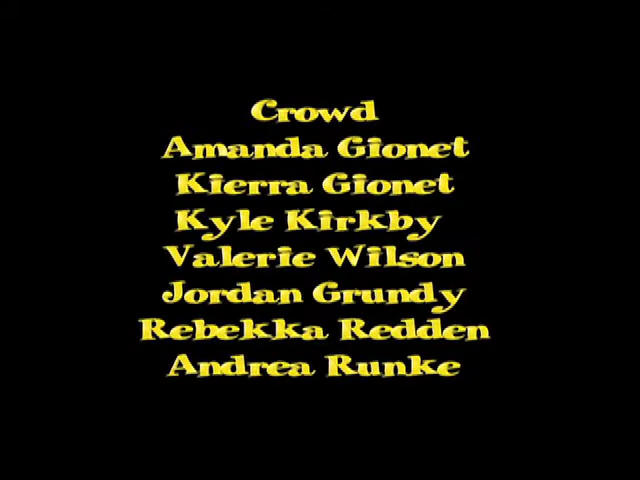 Crowd
Amanda Gionet
Kierra Gionet
Kyle Kirkby
Valerie Wilson
Jordan Grundy
Rebekka Redden
Andrea Runke